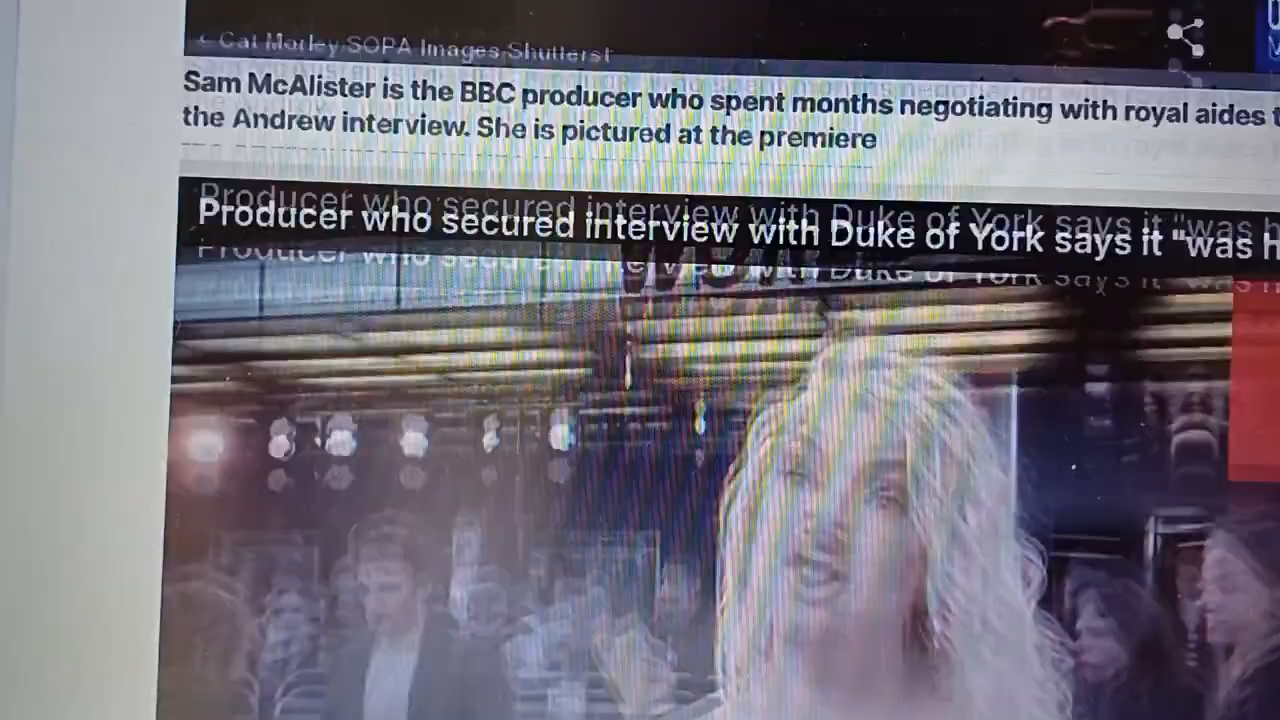 Cat Morley SOPA Images Shutterst
Sam McAlister is the BBC producer who spent months negotiating with royal aides
the Andrew interview. She is pictured at the premiere
Producer who secured interview with Duke of York says it "was